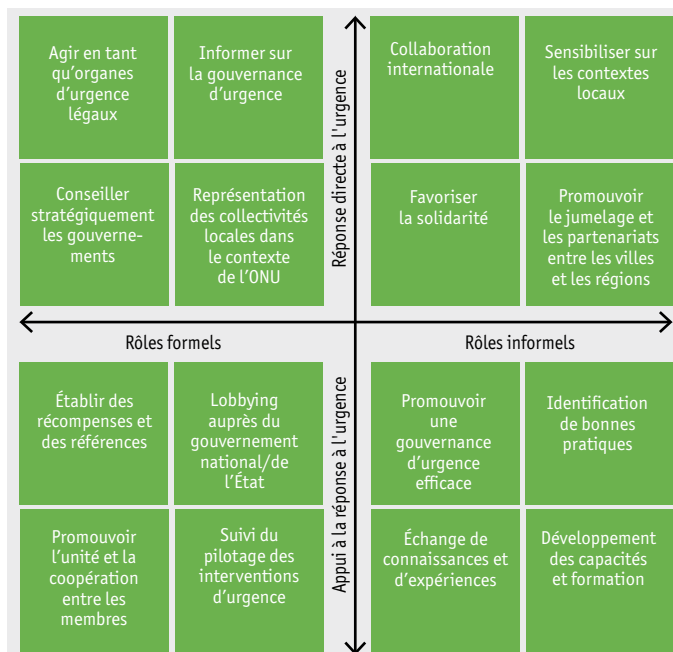 Agir en tant
qu'organes
d'urgence
légaux
Informer sur
la gouvernance
d'urgence
Conseiller
stratégiquement
les gouverne-
ments
Représentation
des collectivités
locales dans
le contexte
de l'ONU
Réponse directe à l'urgence
Collaboration
internationale
Sensibiliser sur
les contextes
locaux
Favoriser
la solidarité
Promouvoir
le jumelage et
les partenariats
entre les villes
et les régions
Rôles formels
Rôles informels
Établir des
récompenses et
des références
Lobbying
auprès du
gouvernement
national/de
l'État
Promouvoir
l'unité et la
coopération
entre les
membres
Suivi du
pilotage des
interventions
d'urgence
Appui à la réponse à l'urgence
Promouvoir
une
gouvernance
d'urgence
efficace
Identification
de bonnes
pratiques
Échange de
connaissances et
d'expériences
Développement
des capacités
et formation